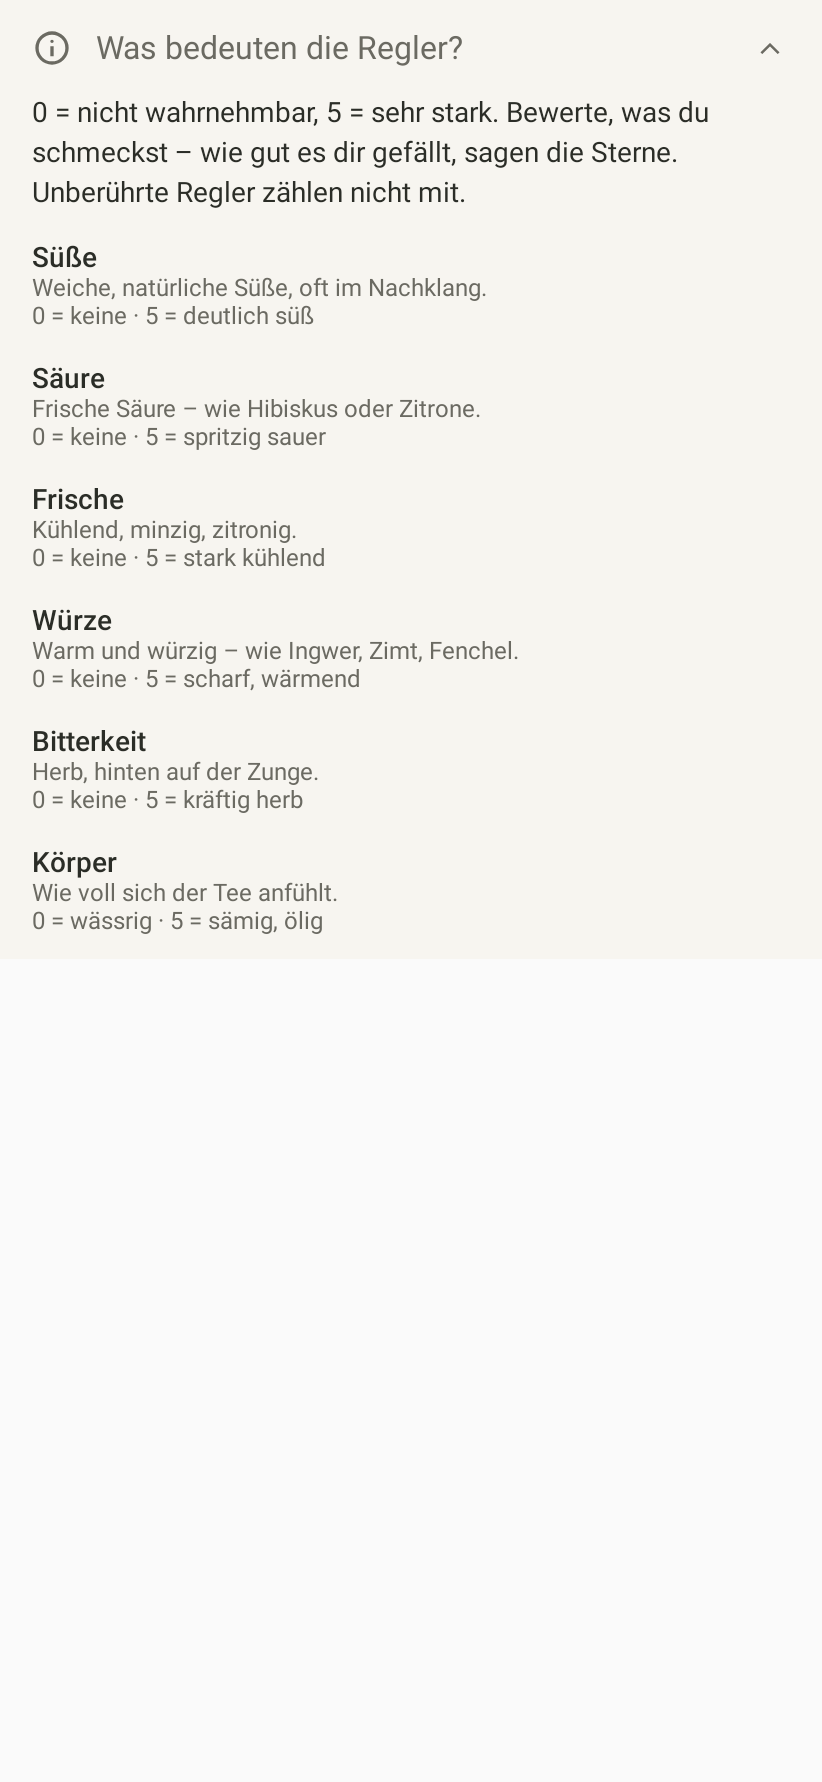 Was bedeuten die Regler?
0 = nicht wahrnehmbar, 5 = sehr stark. Bewerte, was du
schmeckst – wie gut es dir gefällt, sagen die Sterne.
Unberührte Regler zählen nicht mit.
Süße
Weiche, natürliche Süße, oft im Nachklang.
0 = keine · 5 = deutlich süß
Säure
Frische Säure – wie Hibiskus oder Zitrone.
0 = keine · 5 = spritzig sauer
Frische
Kühlend, minzig, zitronig.
0 = keine · 5 = stark kühlend
Würze
Warm und würzig – wie Ingwer, Zimt, Fenchel.
0 = keine · 5 = scharf, wärmend
Bitterkeit
Herb, hinten auf der Zunge.
0 = keine · 5 = kräftig herb
Körper
Wie voll sich der Tee anfühlt.
0 = wässrig · 5 = sämig, ölig